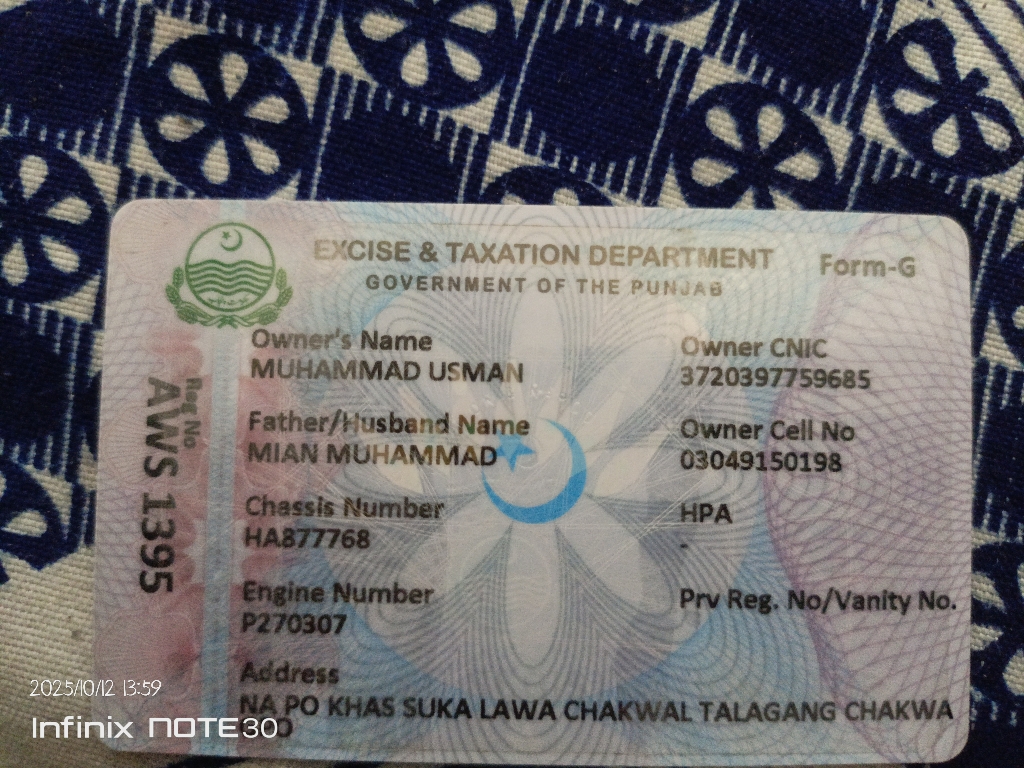 EXCISE & TAXATION DEPARTMENT
Form-G
GOVERNMENT OF THE PUNJAB
Owner's Name
MUHAMMAD USMAN
Owner CNIC
3720397759685
Father/Husband Name
MIAN MUHAMMAD
Owner Cell No
03049150198
Chassis Number
HA877768
HPA
-
Engine Number
P270307
Prv Reg. No/Vanity No.
Address
NA PO KHAS SUKA LAWA CHAKWAL TALAGANG CHAKWA
Reg No
AWS 1395
2025/10/12 13:59
Infinix NOTE 30